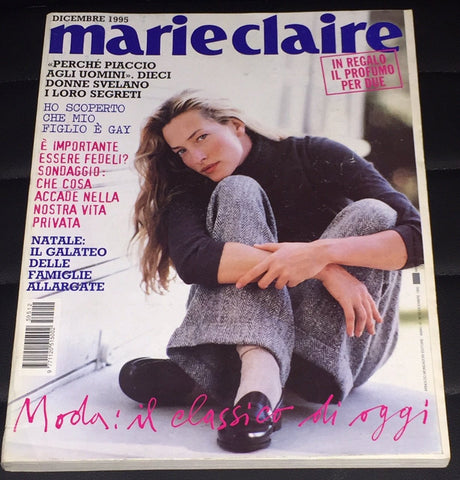 DICEMBRE 1995
marie claire
«PERCHÉ PIACCIO
AGLI UOMINI». DIECI
DONNE SVELANO
I LORO SEGRETI
IN REGALO
IL PROFUMO
PER DUE
HO SCOPERTO
CHE MIO
FIGLIO È GAY
È IMPORTANTE
ESSERE FEDELI?
SONDAGGIO:
CHE COSA
ACCADE NELLA
NOSTRA VITA
PRIVATA
NATALE:
IL GALATEO
DELLE
FAMIGLIE
ALLARGATE
Moda: il classico di oggi